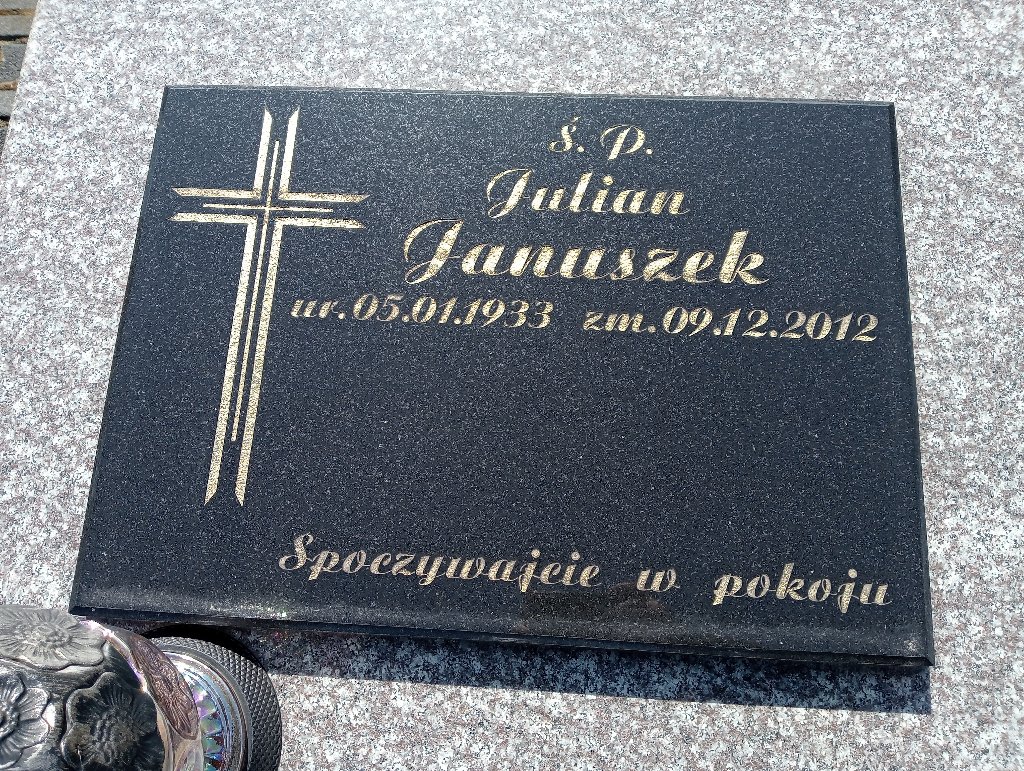 Ś. P.
Julian
Januszek
ur. 05.01.1933 zm. 09.12.2012
Spoczywajcie w pokoju